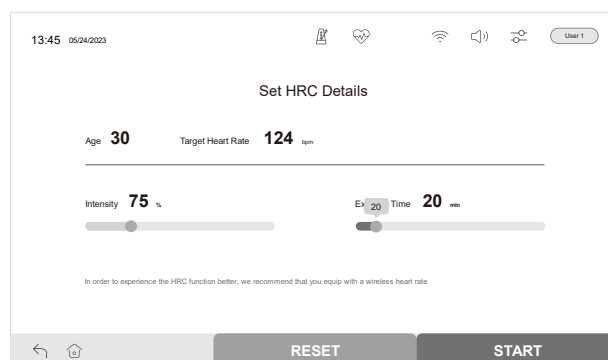 13:45 05/24/2023 User 1
Set HRC Details
Age 30 Target Heart Rate 124 bpm
Intensity 75 % Time 20 min
20
In order to experience the HRC function better, we recommend that you equip with a wireless heart rate
RESET START